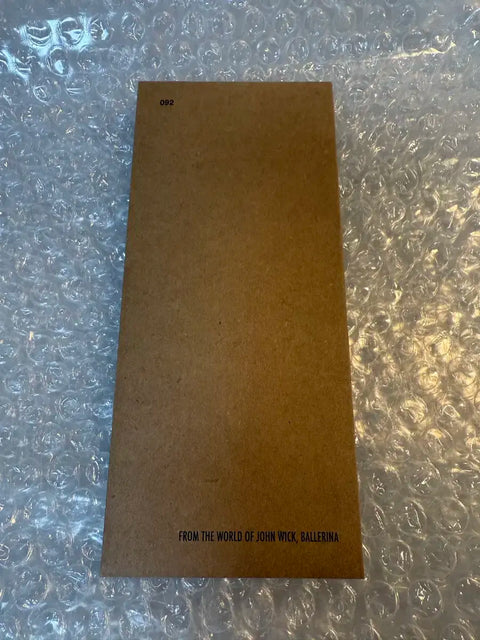 092
FROM THE WORLD OF JOHN WICK, BALLERINA